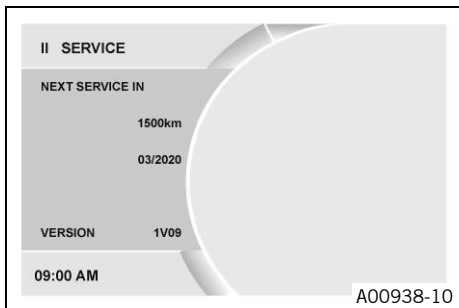 II SERVICE
NEXT SERVICE IN
1500km
03/2020
VERSION 1V09
09:00 AM
A00938-10